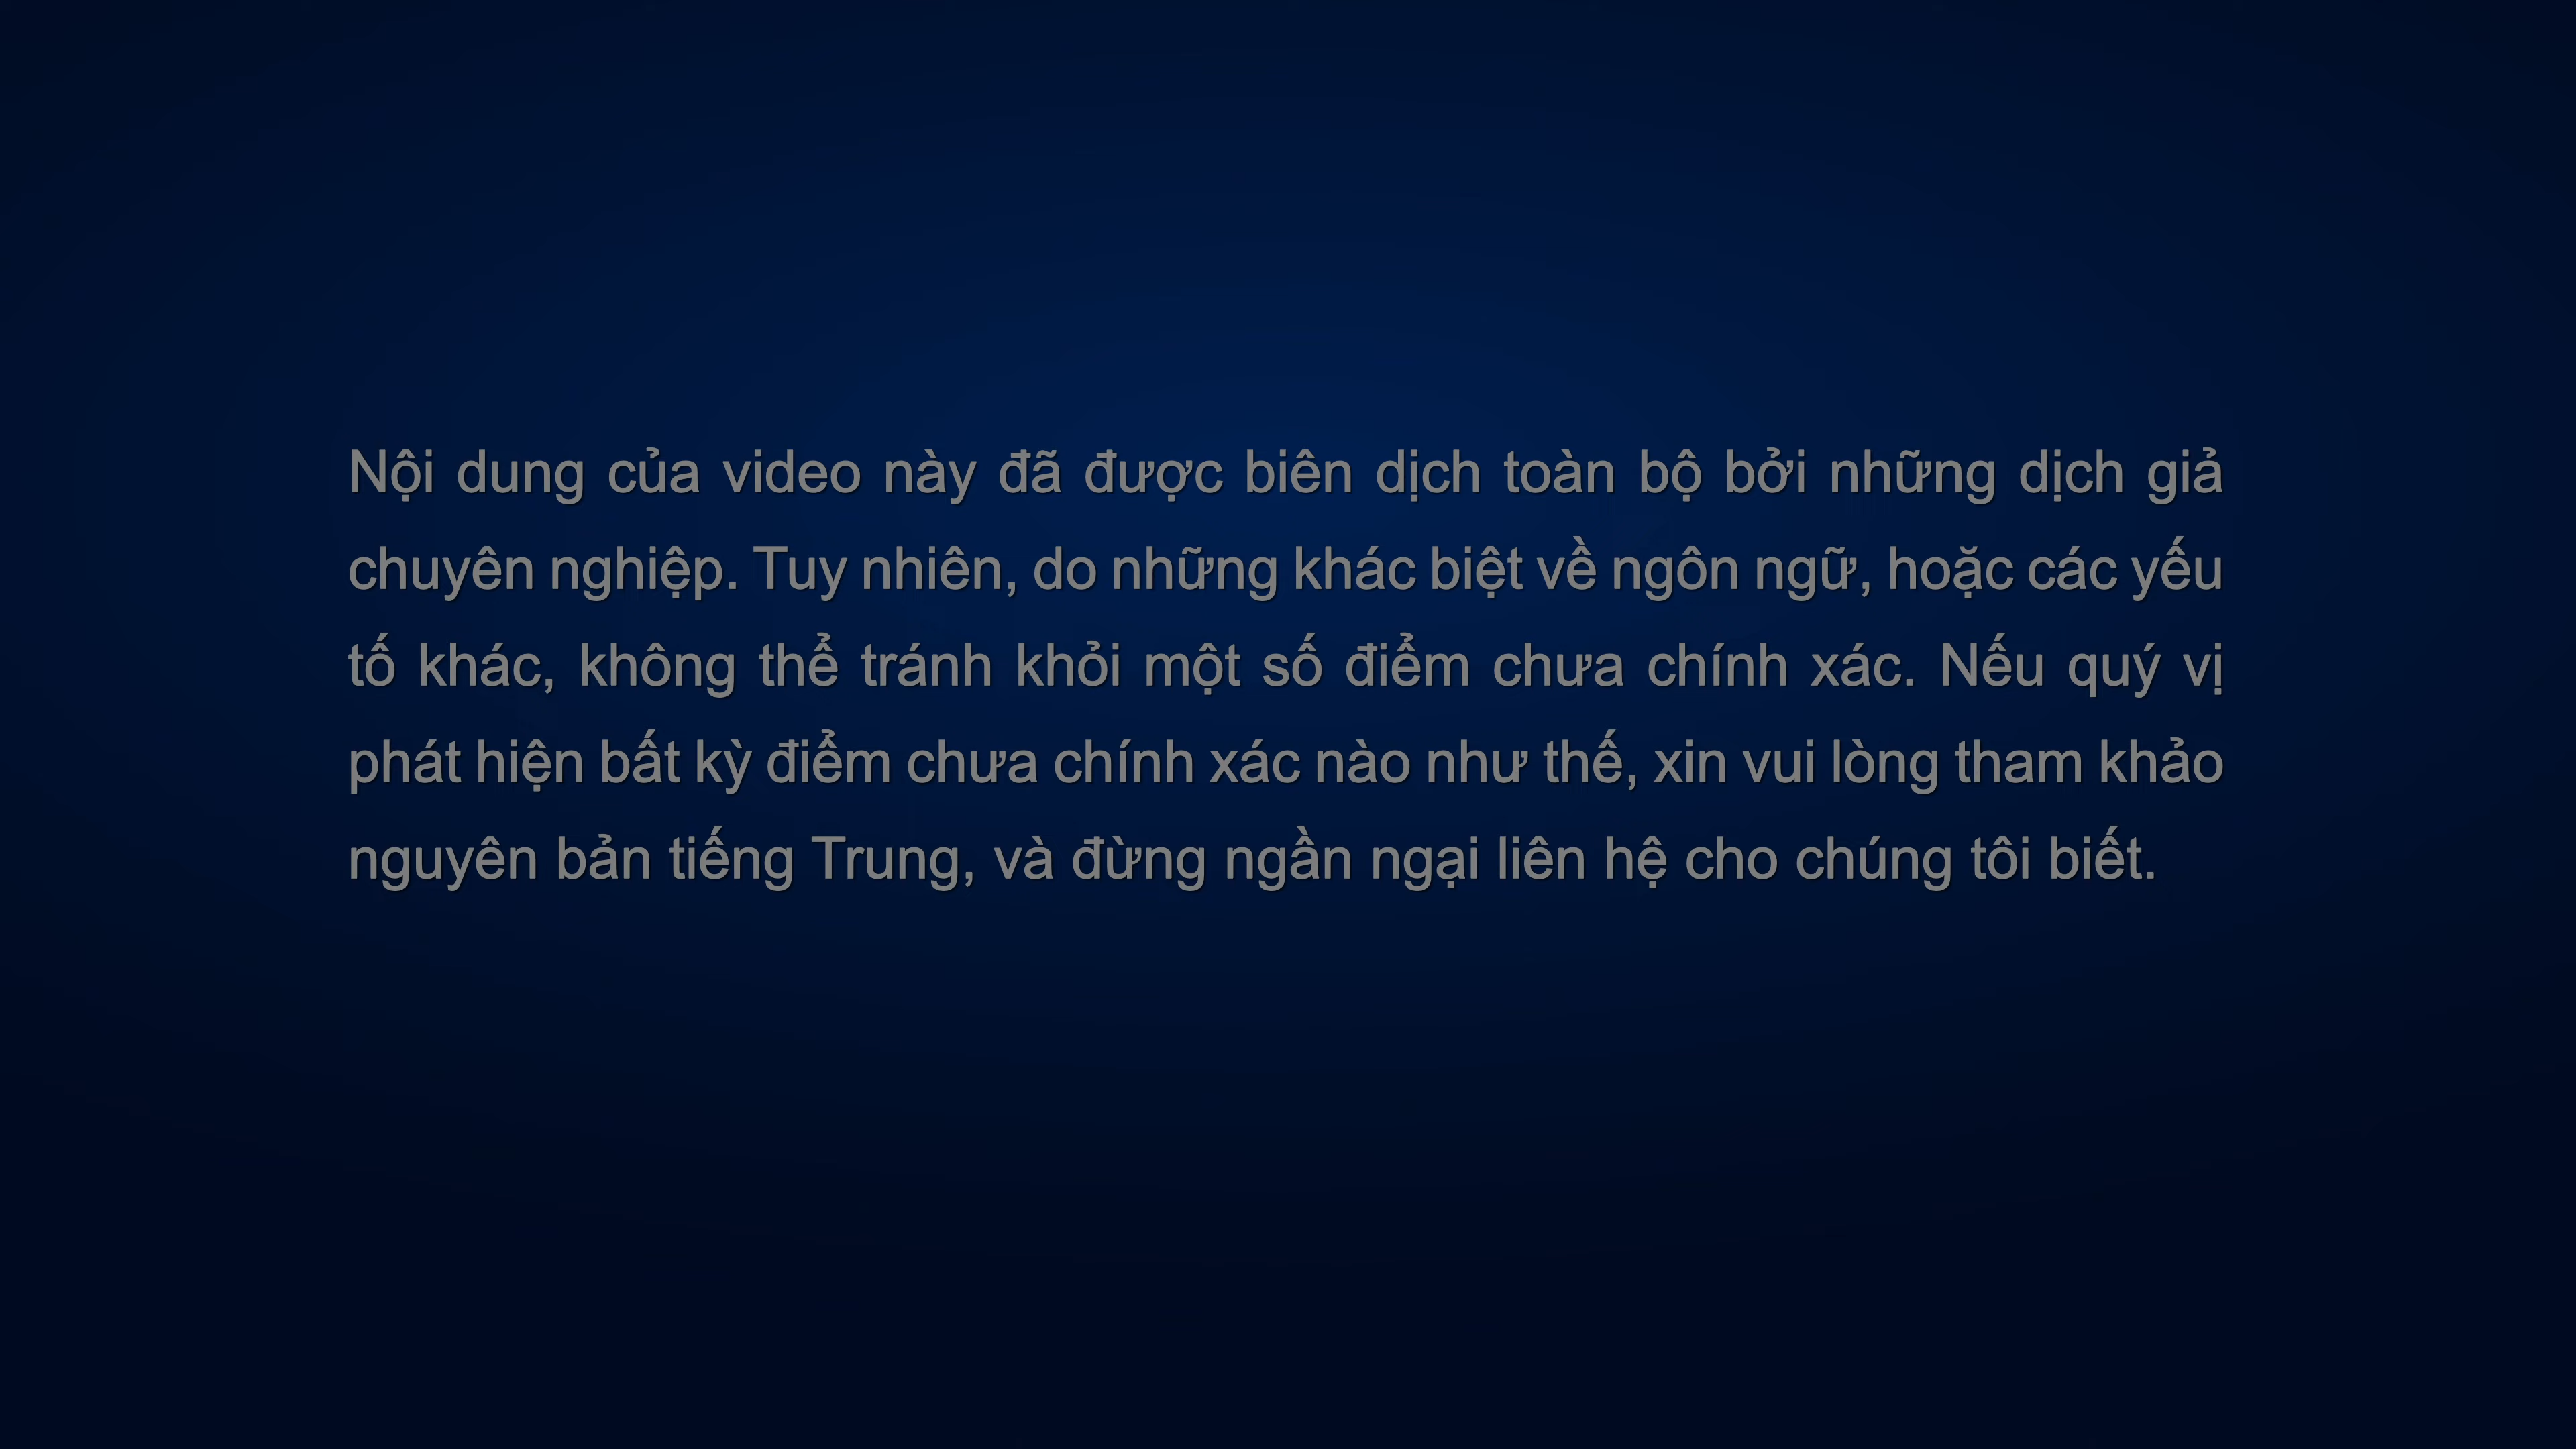 Nội dung của video này đã được biên dịch toàn bộ bởi những dịch giả
chuyên nghiệp. Tuy nhiên, do những khác biệt về ngôn ngữ, hoặc các yếu
tố khác, không thể tránh khỏi một số điểm chưa chính xác. Nếu quý vị
phát hiện bất kỳ điểm chưa chính xác nào như thế, xin vui lòng tham khảo
nguyên bản tiếng Trung, và đừng ngần ngại liên hệ cho chúng tôi biết.